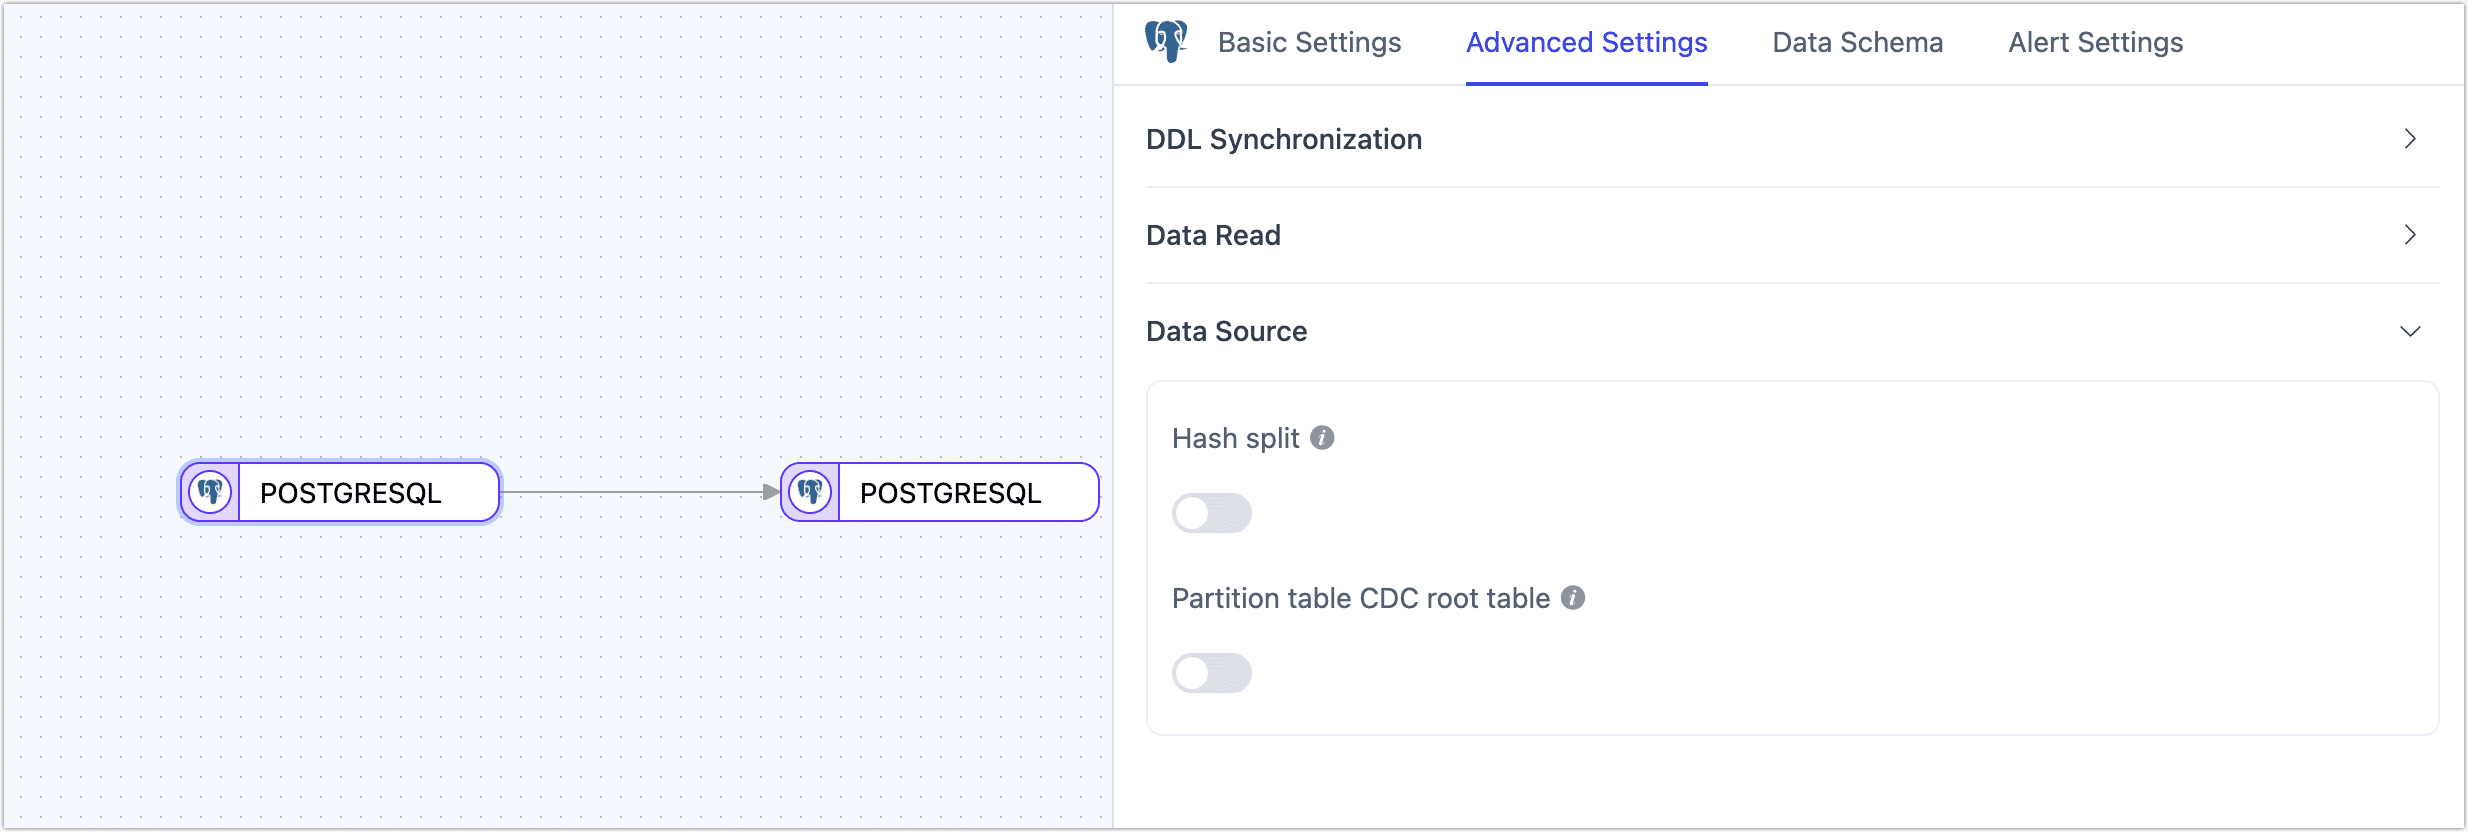 Basic Settings
Advanced Settings
Data Schema
Alert Settings
DDL Synchronization
Data Read
Data Source
Hash split
Partition table CDC root table
POSTGRESQL
POSTGRESQL